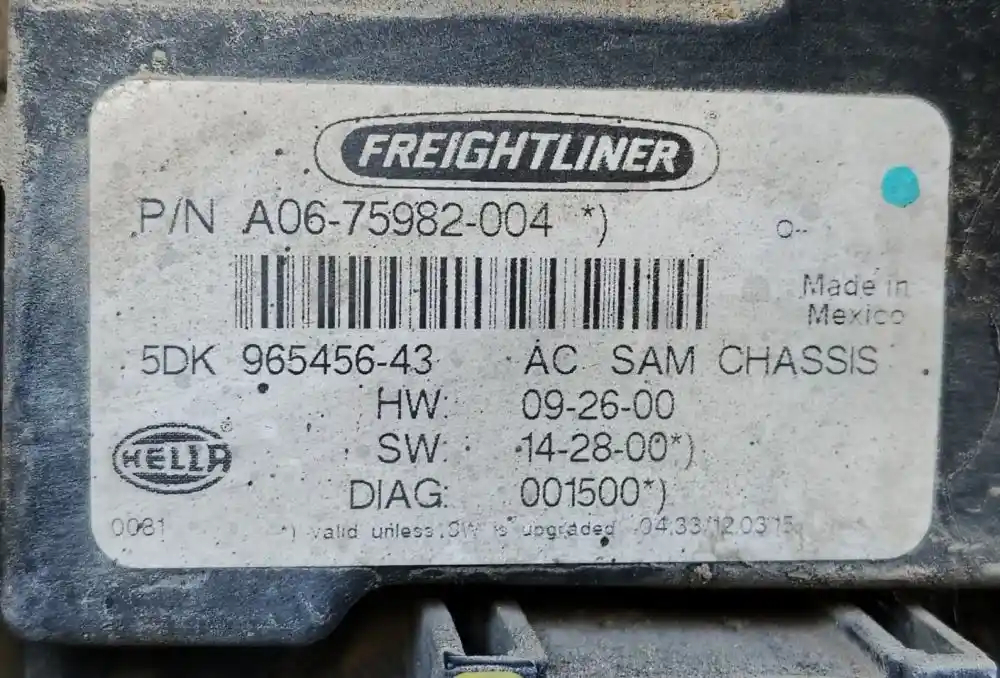 FREIGHTLINER
P/N A06-75982-004 *)
Made in
Mexico
5DK 965456-43 AC SAM CHASSIS
HW: 09-26-00
SW: 14-28-00*)
HELLA ®
DIAG: 001500*)
0081 *) valid unless SW is upgraded 04:33/12.03.15